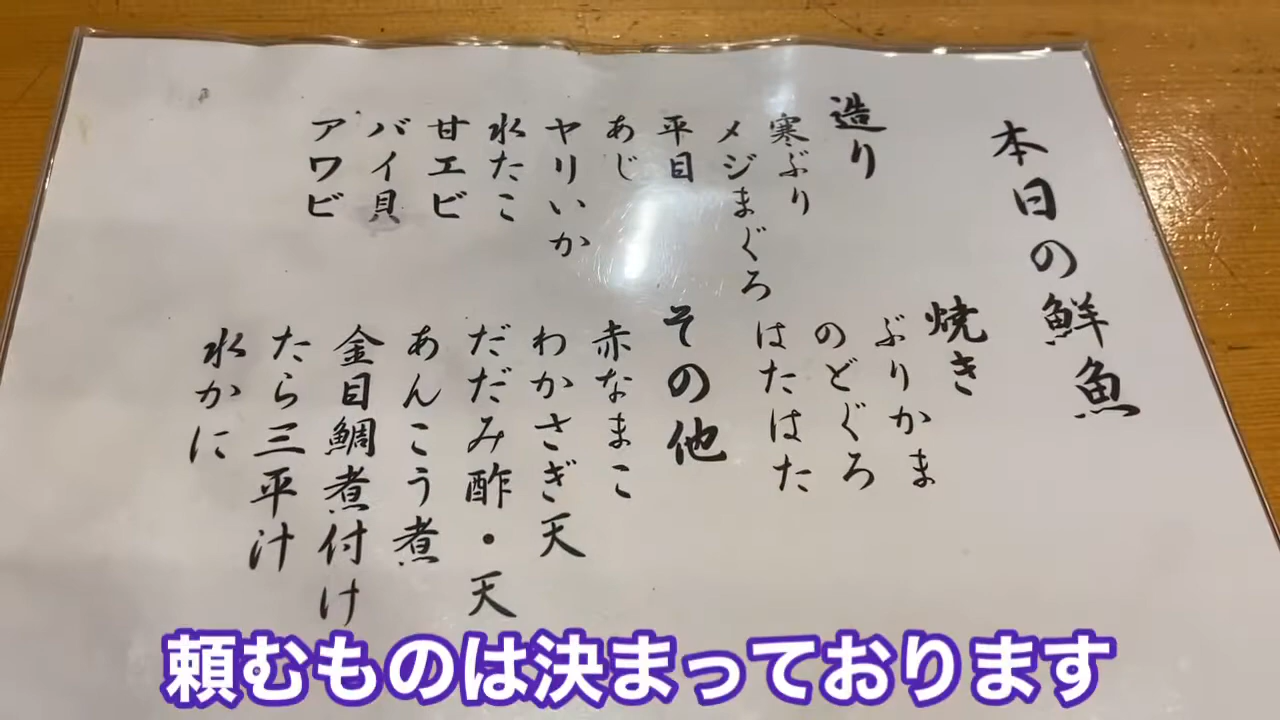 本日の鮮魚
造り
寒ぶり
メジまぐろ
平目
あじ
ヤリいか
水たこ
甘エビ
バイ貝
アワビ
焼き
ぶりかま
のどぐろ
はたはた
その他
赤なまこ
わかさぎ天
だだみ酢・天
あんこう煮
金目鯛煮付け
たら三平汁
水かに
頼むものは決まっております